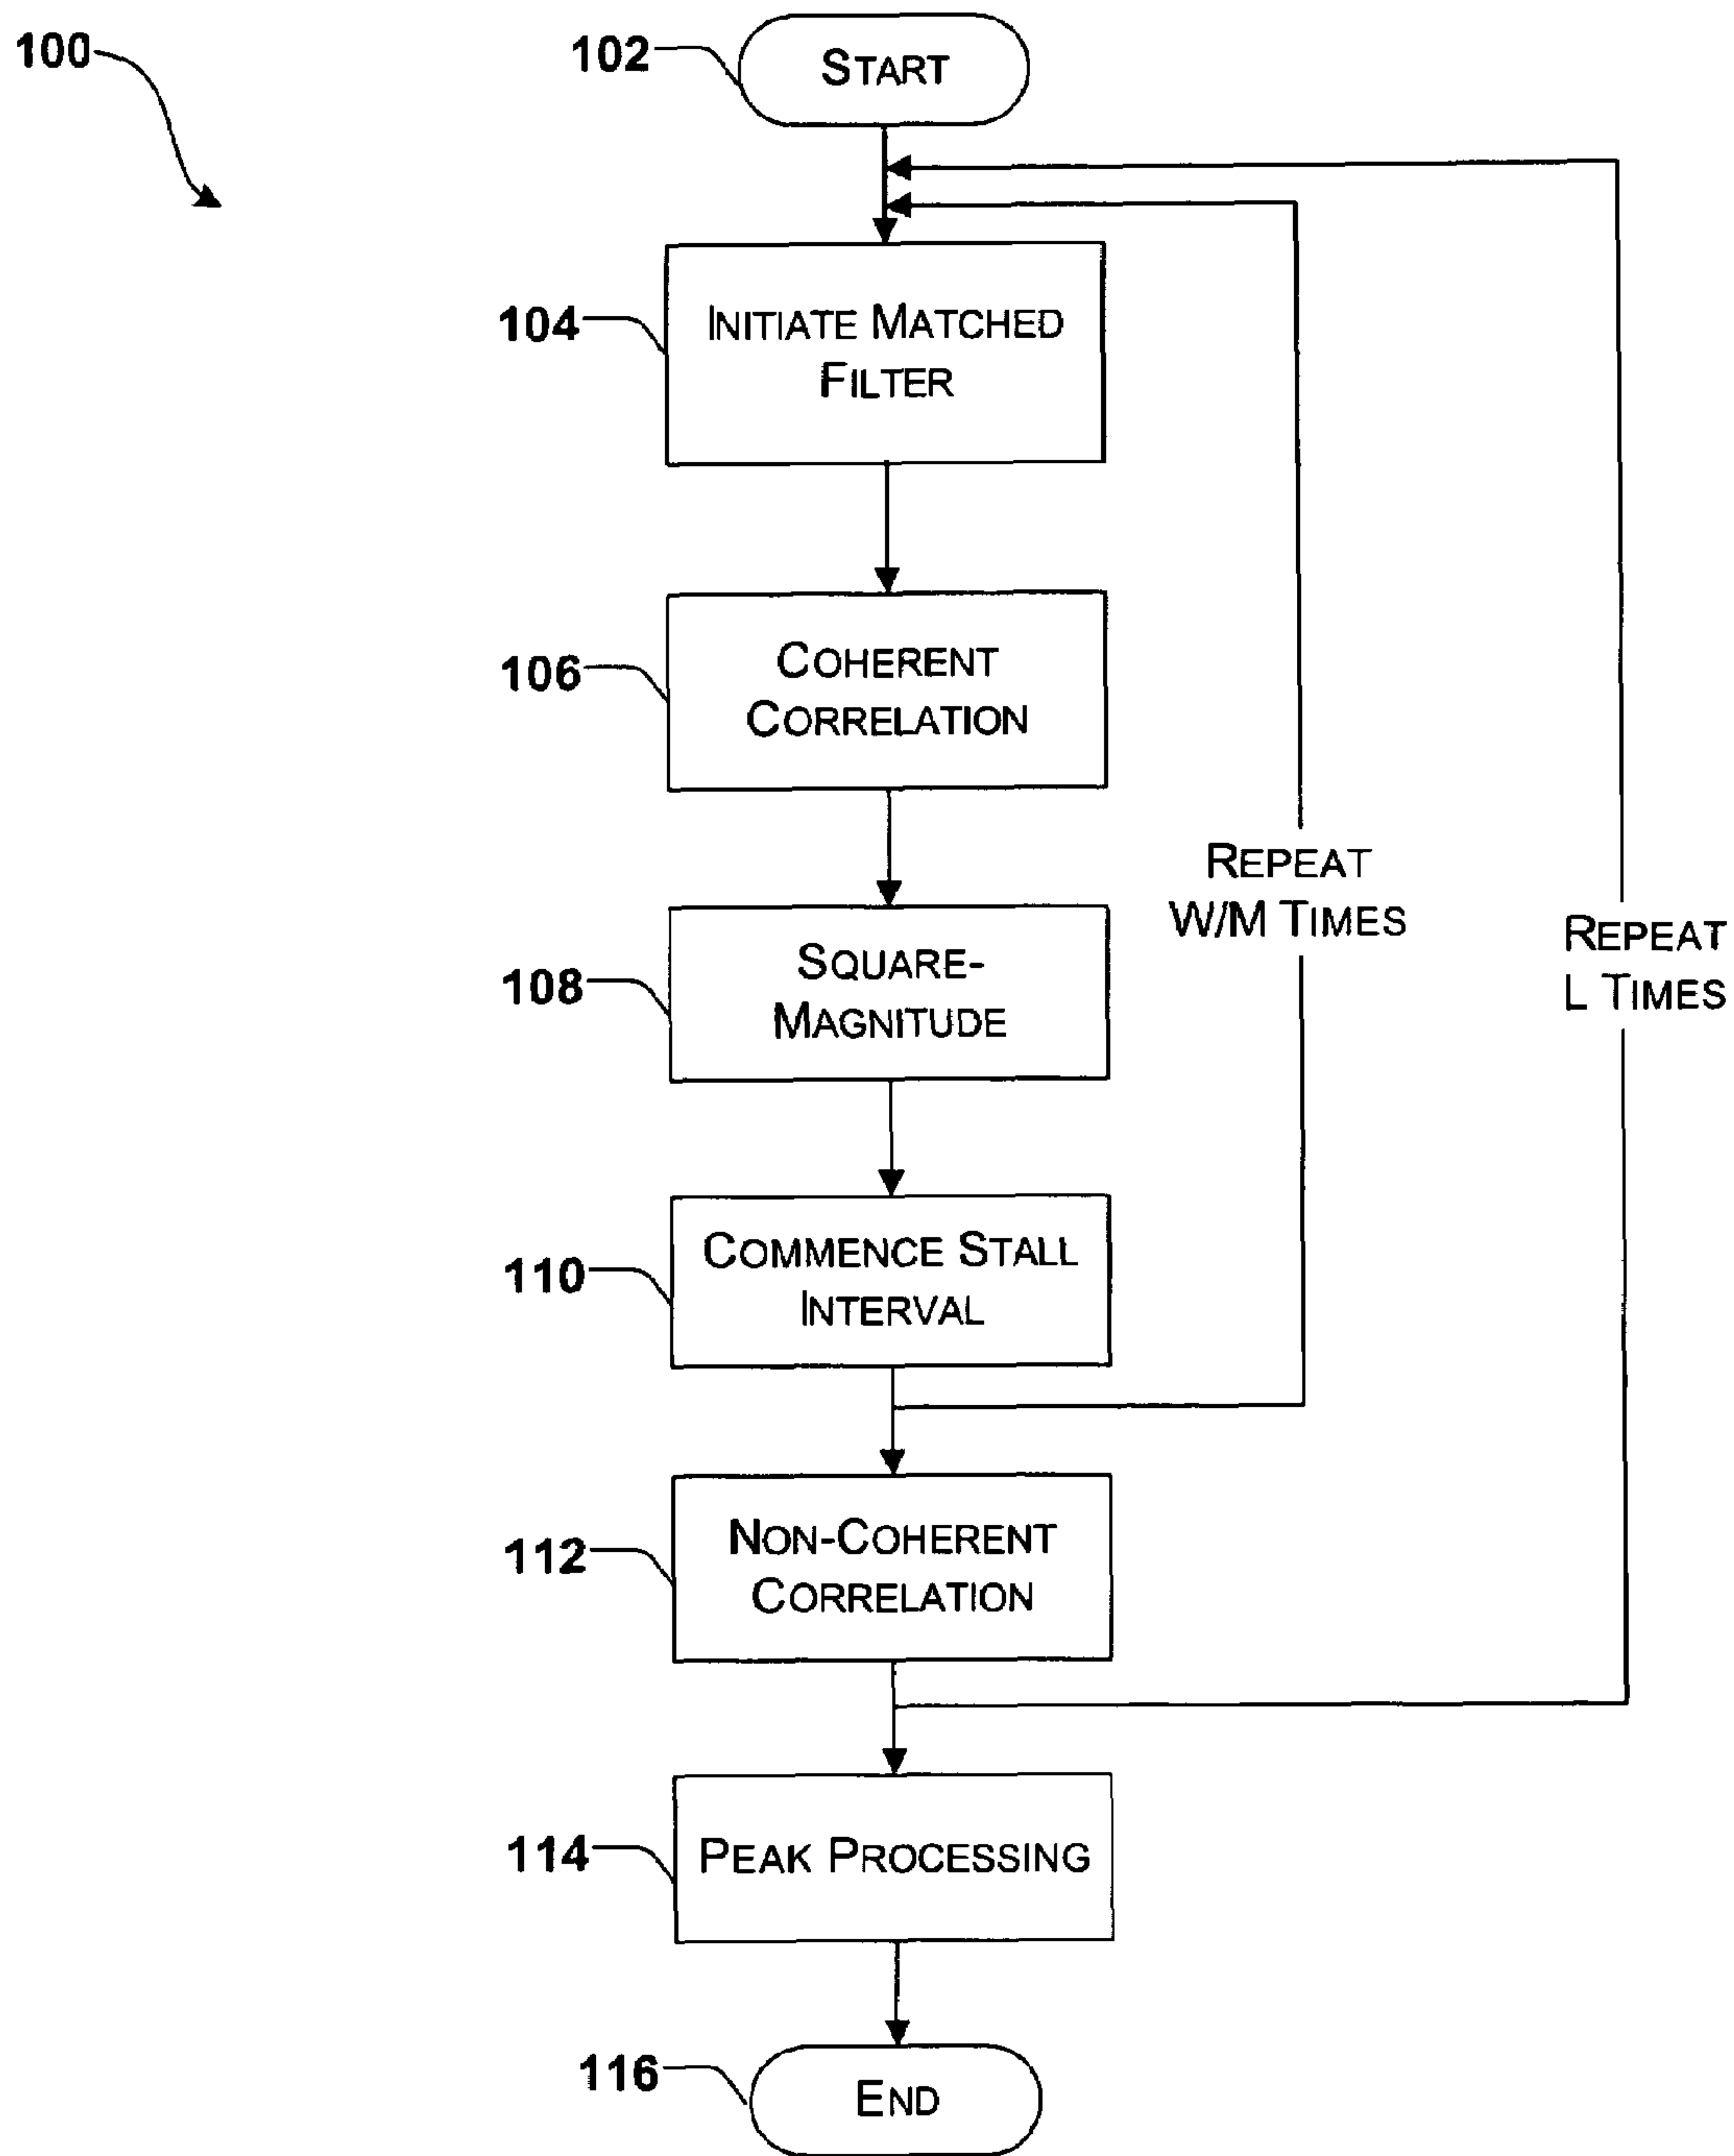 100
102
START
104
INITIATE MATCHED
FILTER
106
COHERENT
CORRELATION
108
SQUARE-
MAGNITUDE
REPEAT
W/M TIMES
REPEAT
L TIMES
110
COMMENCE STALL
INTERVAL
112
NON-COHERENT
CORRELATION
114
PEAK PROCESSING
116
END